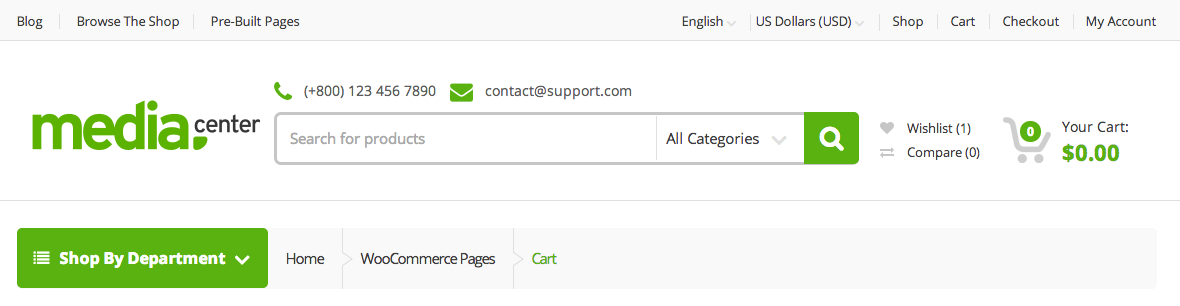 Blog Browse The Shop Pre-Built Pages English US Dollars (USD) Shop Cart Checkout My Account
(+800) 123 456 7890 contact@support.com
media center
Search for products All Categories
Wishlist (1)
Compare (0)
0
Your Cart:
$0.00
Shop By Department Home WooCommerce Pages Cart